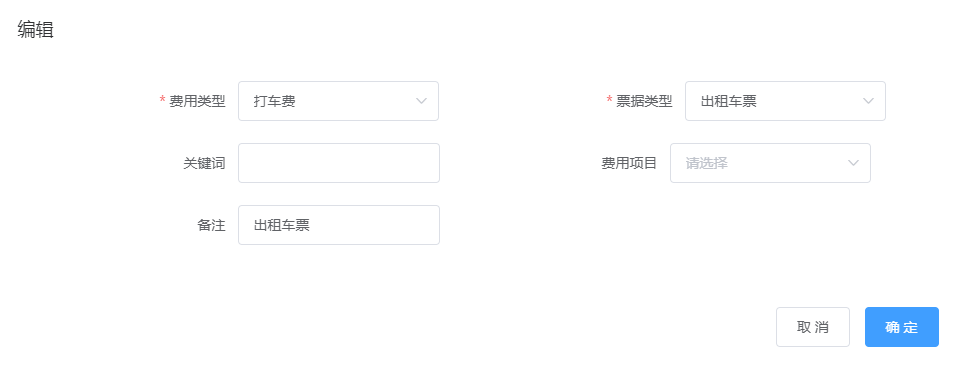 编辑
* 费用类型 打车费 * 票据类型 出租车票
关键词 费用项目 请选择
备注 出租车票
取 消 确 定